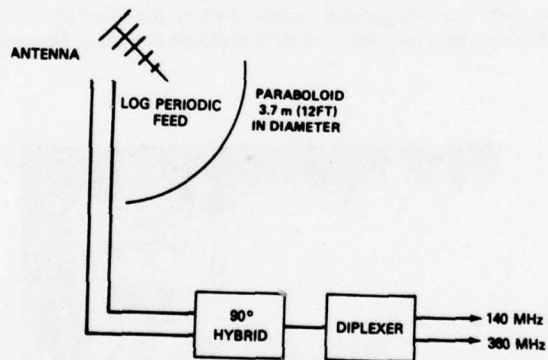 ANTENNA
LOG PERIODIC
FEED
PARABOLOID
3.7 m (12FT)
IN DIAMETER
90°
HYBRID
DIPLEXER
140 MHz
360 MHz